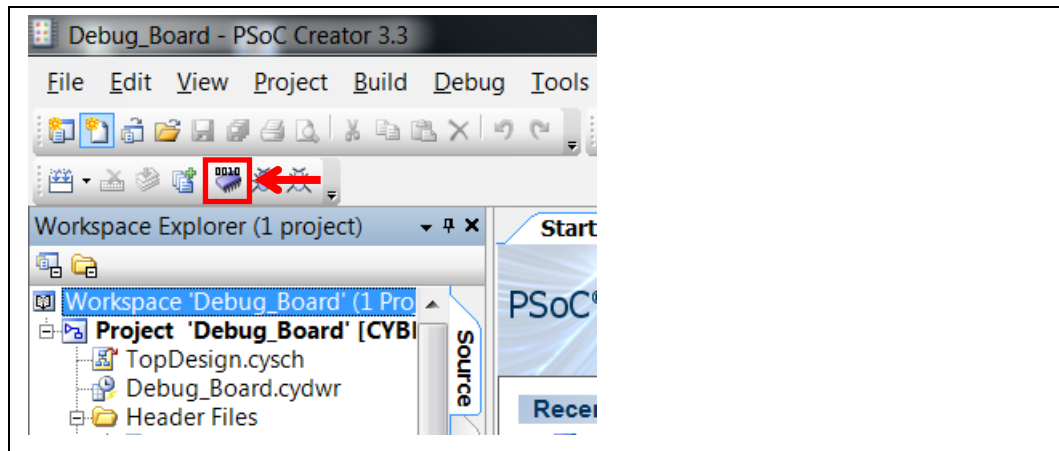 Debug_Board - PSoC Creator 3.3
File Edit View Project Build Debug Tools
0010
Workspace Explorer (1 project)
Start
Workspace 'Debug_Board' (1 Pro
PSoC®
Project 'Debug_Board' [CYBL
Source
TopDesign.cysch
Debug_Board.cydwr
Header Files
Recen